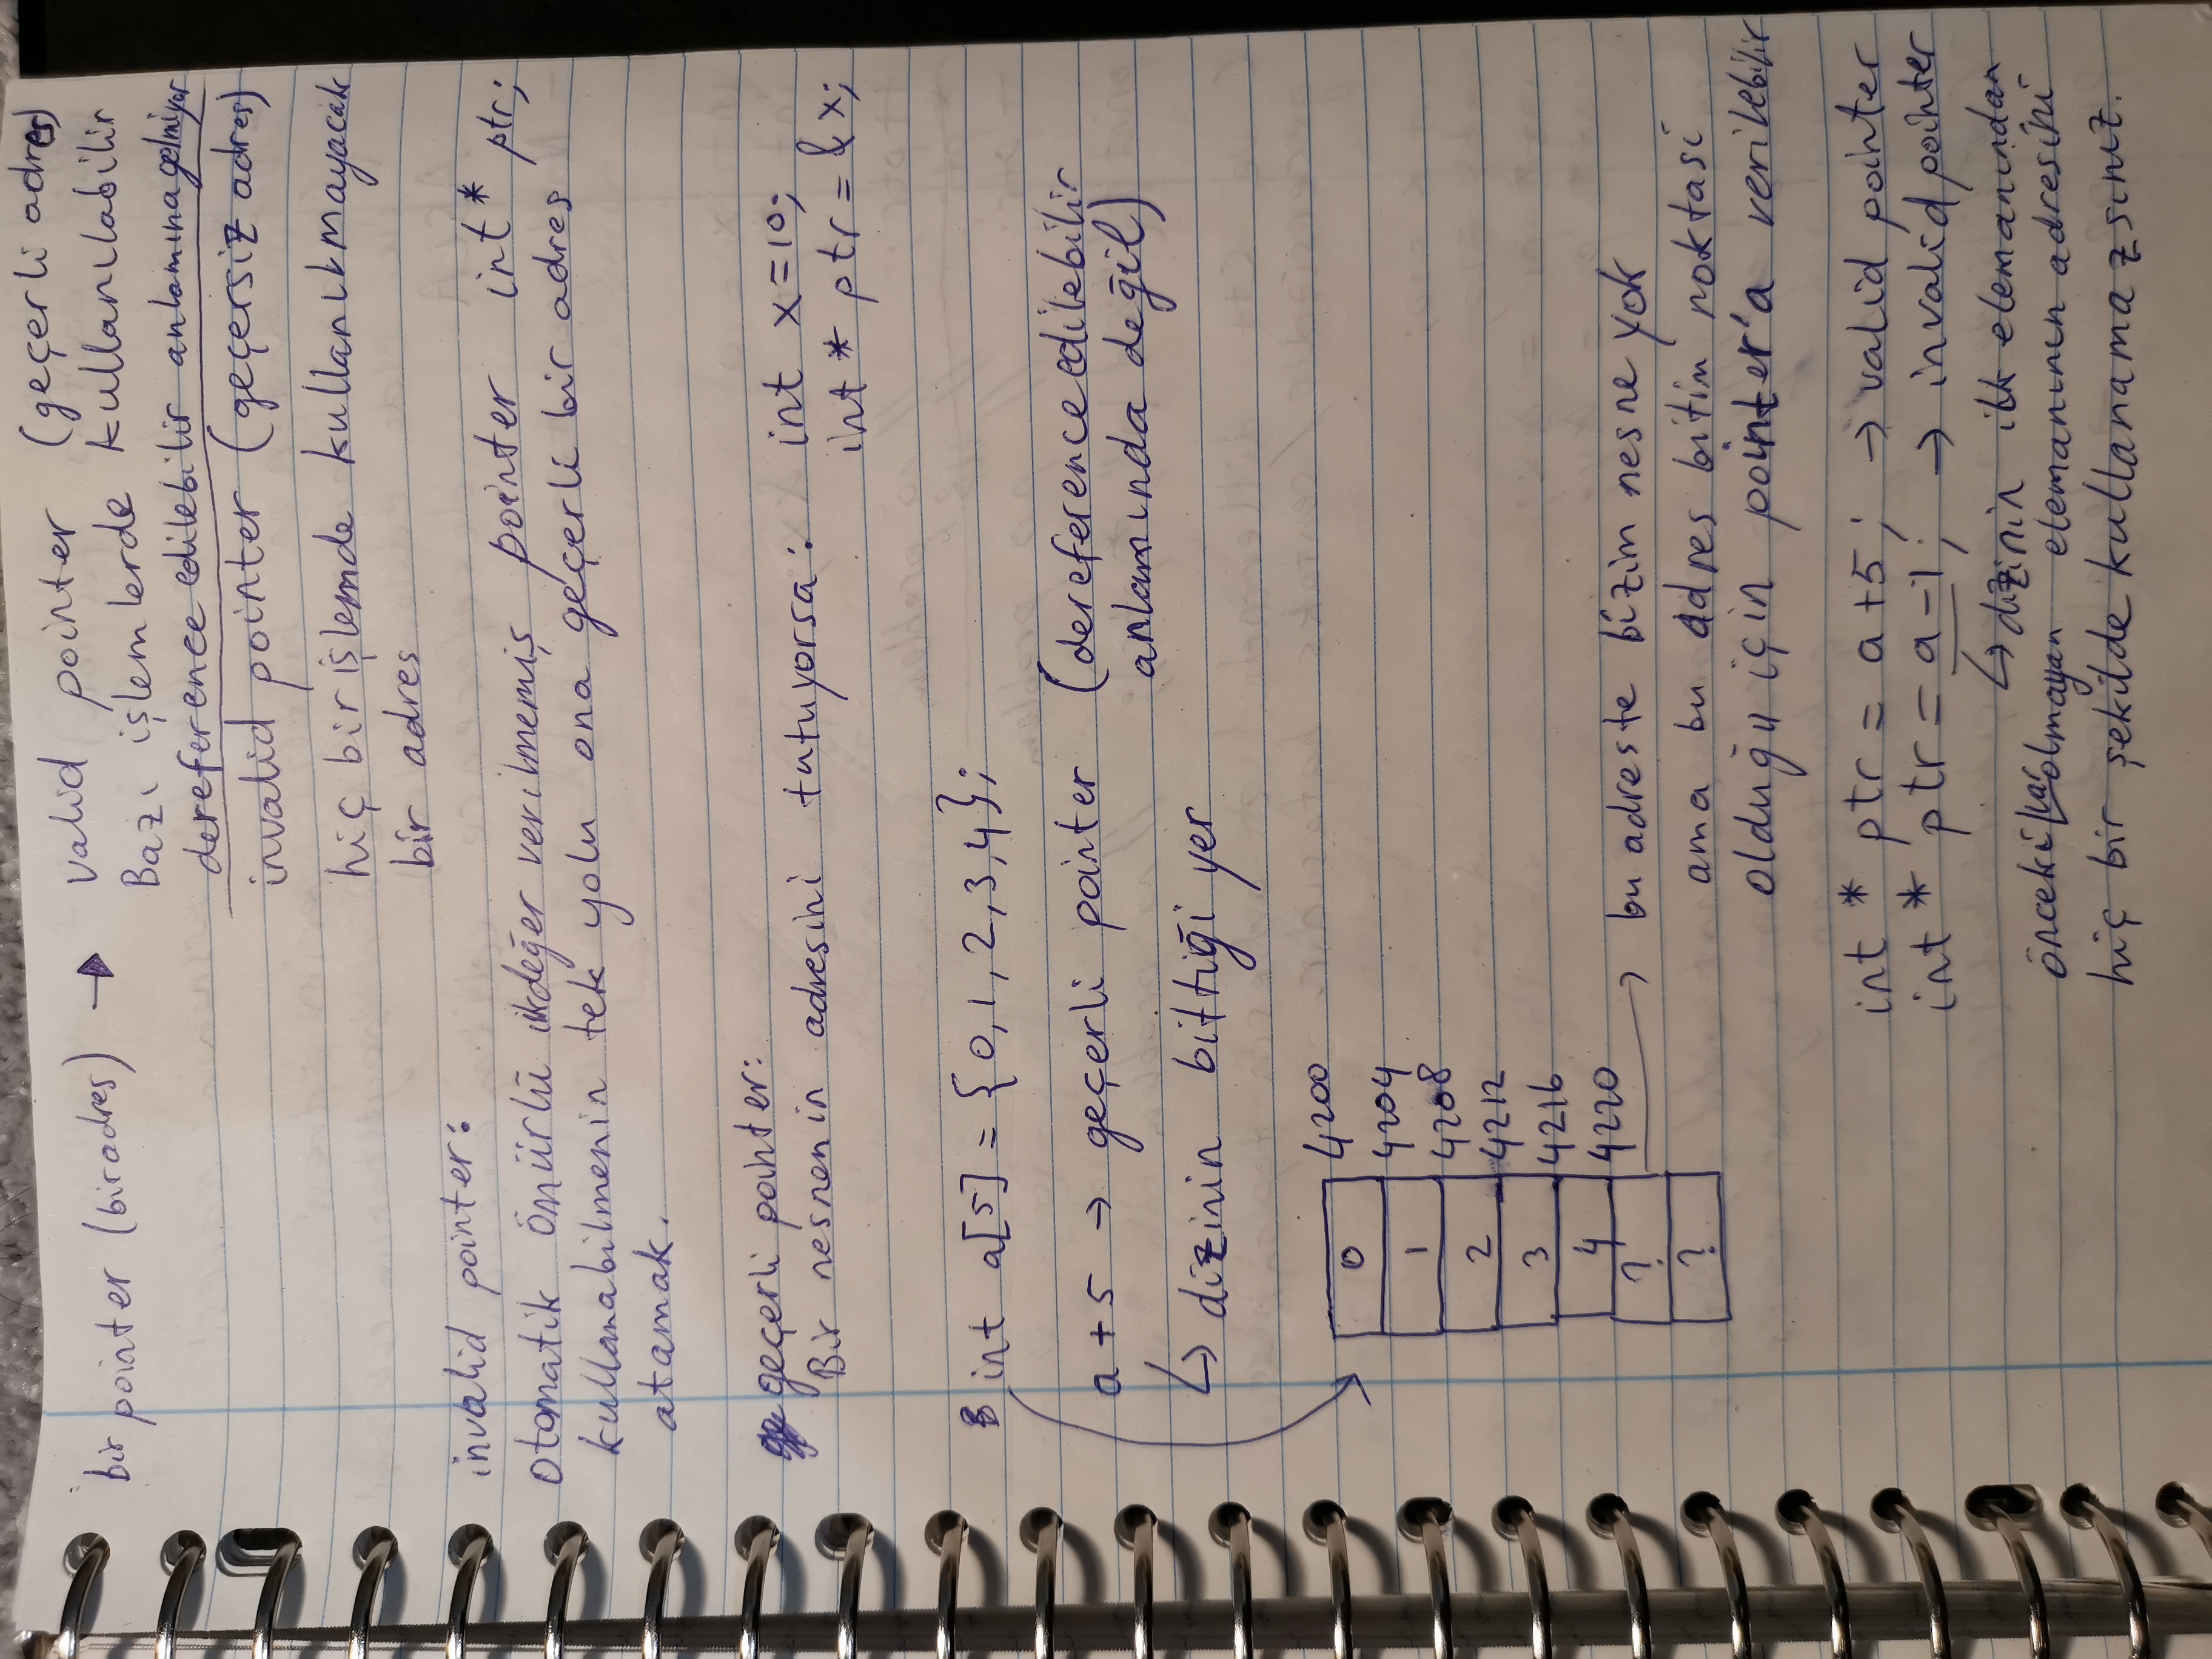 bir pointer (bir adres) → valid pointer (geçerli adres)
Bazı işlemlerde kullanılabilir
dereference edilebilir anlamına gelmiyor
invalid pointer (geçersiz adres)
hiç bir işlemde kullanılmayacak
bir adres
invalid pointer:
otomatik ömürlü ilkdeğer verilmemiş pointer int* ptr;
kullanabilmenin tek yolu ona geçerli bir adres
atamak.
geçerli pointer:
Bir nesnenin adresini tutuyorsa: int x=10;
int * ptr = &x;
int a[5] = {0,1,2,3,4};
a+5 → geçerli pointer (dereference edilebilir
anlamında değil)
↳ dizinin bittiği yer
4200
0
4204
1
4208
2
4212
3
4216
4
4220
? → bu adreste bizim nesne yok
? ama bu adres bitim noktasi
olduğu için pointer'a verilebilir
int * ptr = a+5; → valid pointer
int * ptr = a-1; → invalid pointer
↳ dizinin ilk elemanından
önceki var olmayan elemanının adresini
hiç bir şekilde kullanamazsınız.